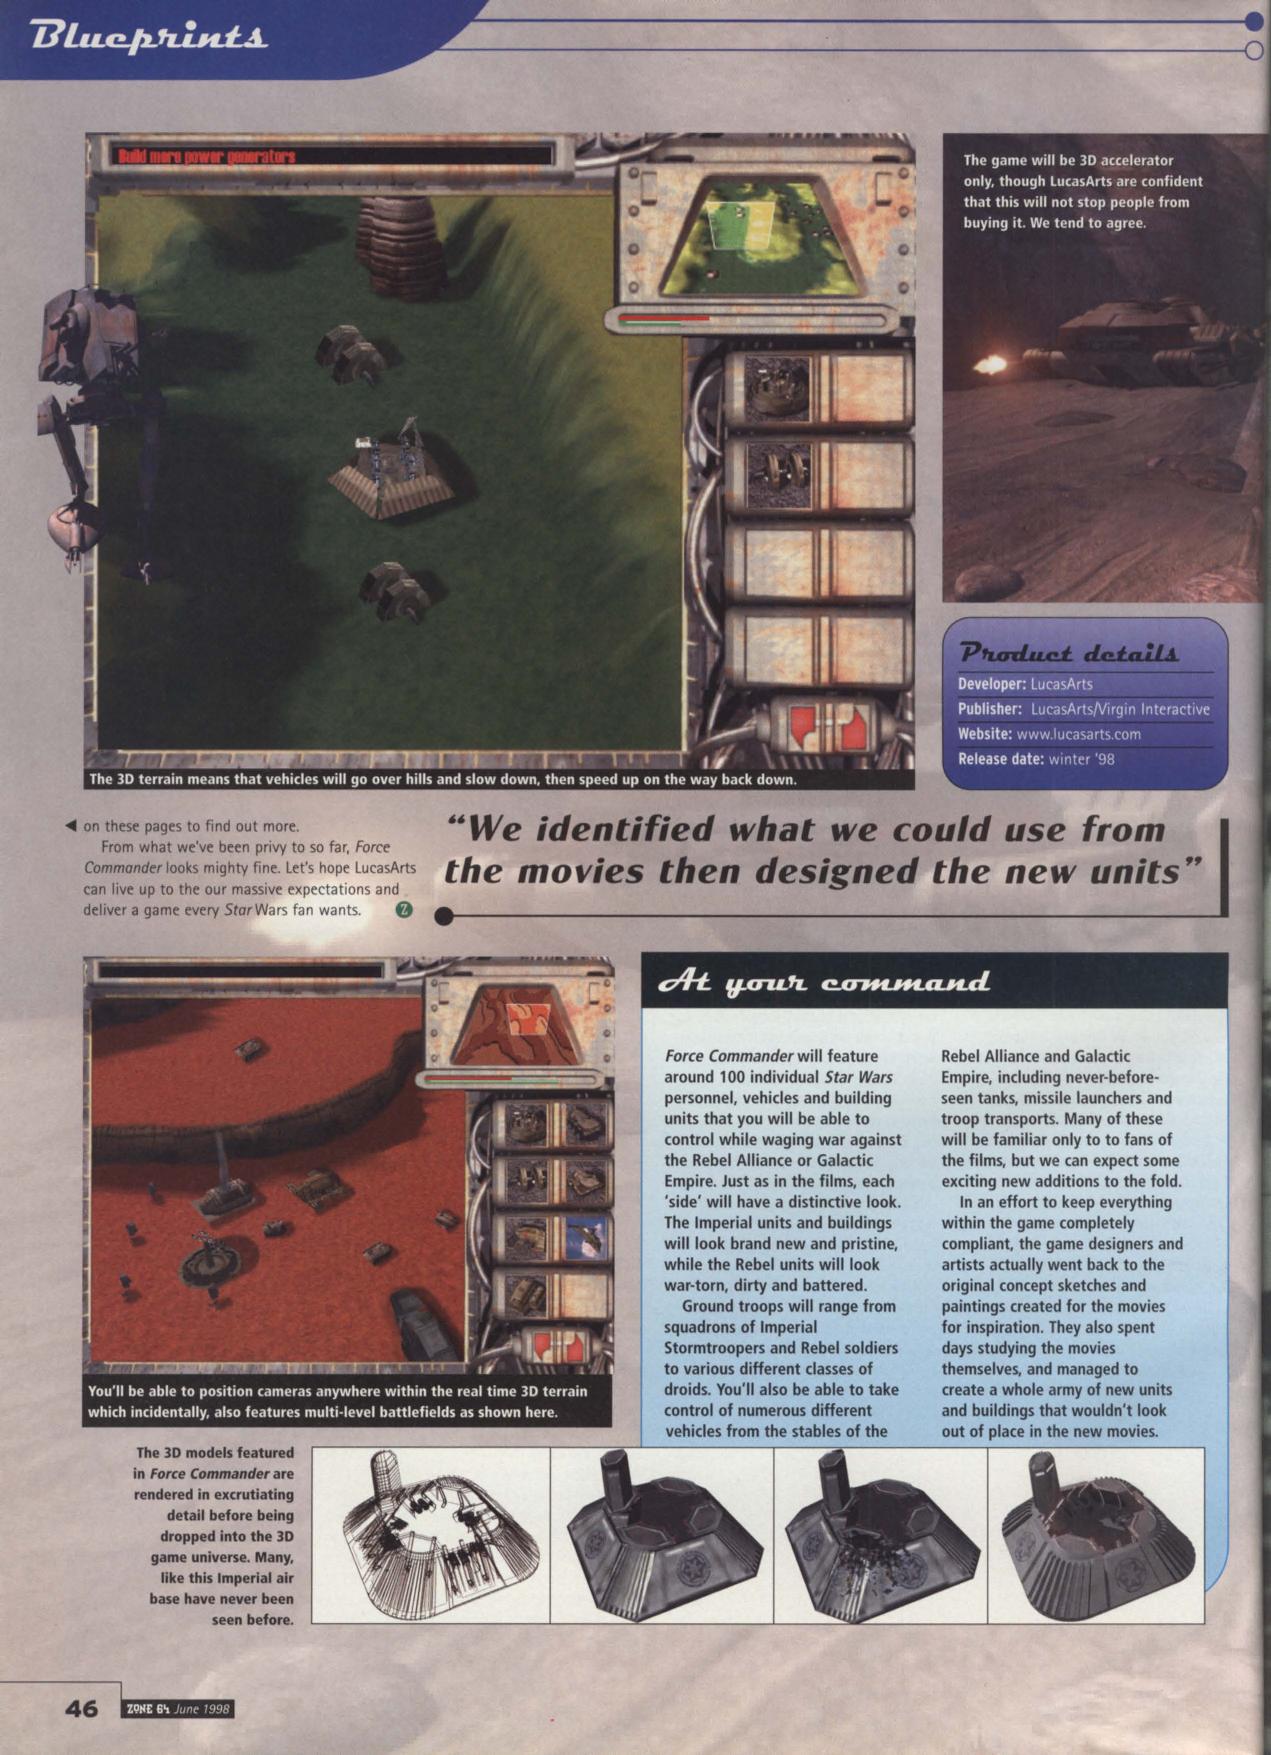 Blueprints
Build more power generators
The game will be 3D accelerator
only, though LucasArts are confident
that this will not stop people from
buying it. We tend to agree.
Product details
Developer: LucasArts
Publisher: LucasArts/Virgin Interactive
Website: www.lucasarts.com
Release date: winter '98
The 3D terrain means that vehicles will go over hills and slow down, then speed up on the way back down.
◀ on these pages to find out more.
From what we've been privy to so far, Force
Commander looks mighty fine. Let's hope LucasArts
can live up to the our massive expectations and
deliver a game every Star Wars fan wants. Z
"We identified what we could use from
the movies then designed the new units"
You'll be able to position cameras anywhere within the real time 3D terrain
which incidentally, also features multi-level battlefields as shown here.
At your command
Force Commander will feature
around 100 individual Star Wars
personnel, vehicles and building
units that you will be able to
control while waging war against
the Rebel Alliance or Galactic
Empire. Just as in the films, each
'side' will have a distinctive look.
The Imperial units and buildings
will look brand new and pristine,
while the Rebel units will look
war-torn, dirty and battered.
Ground troops will range from
squadrons of Imperial
Stormtroopers and Rebel soldiers
to various different classes of
droids. You'll also be able to take
control of numerous different
vehicles from the stables of the
Rebel Alliance and Galactic
Empire, including never-before-
seen tanks, missile launchers and
troop transports. Many of these
will be familiar only to to fans of
the films, but we can expect some
exciting new additions to the fold.
In an effort to keep everything
within the game completely
compliant, the game designers and
artists actually went back to the
original concept sketches and
paintings created for the movies
for inspiration. They also spent
days studying the movies
themselves, and managed to
create a whole army of new units
and buildings that wouldn't look
out of place in the new movies.
The 3D models featured
in Force Commander are
rendered in excrutiating
detail before being
dropped into the 3D
game universe. Many,
like this Imperial air
base have never been
seen before.
46 ZONE 64 June 1998